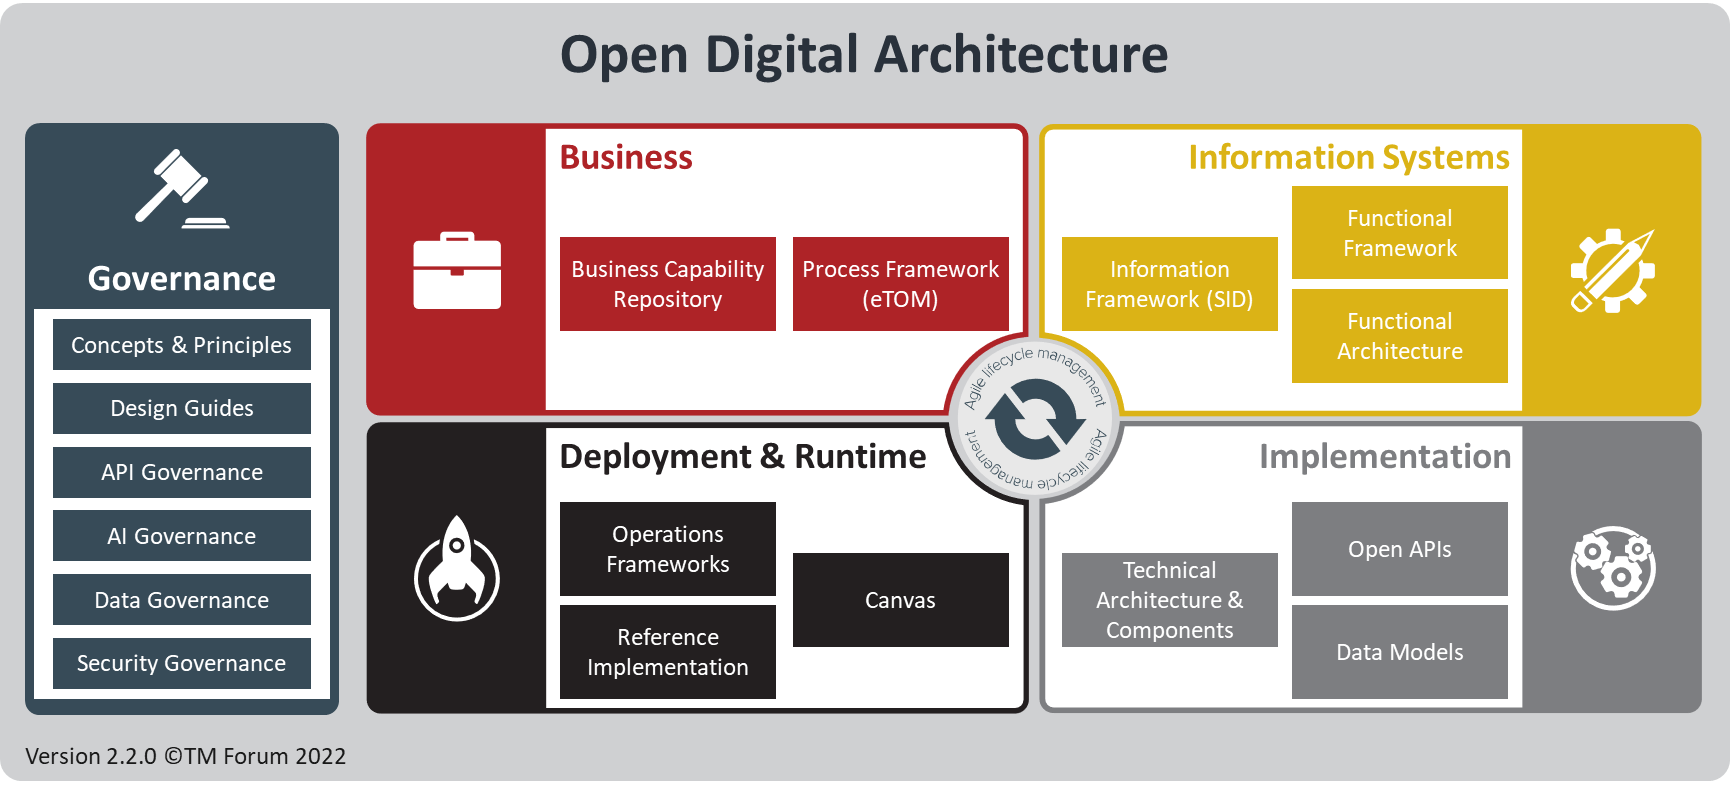 Open Digital Architecture
Governance
Concepts & Principles
Design Guides
API Governance
AI Governance
Data Governance
Security Governance
Business
Business Capability
Repository
Process Framework
(eTOM)
Information Systems
Information
Framework (SID)
Functional
Framework
Functional
Architecture
Agile lifecycle management
Agile lifecycle management
Deployment & Runtime
Operations
Frameworks
Reference
Implementation
Canvas
Implementation
Technical
Architecture &
Components
Open APIs
Data Models
Version 2.2.0 ©TM Forum 2022